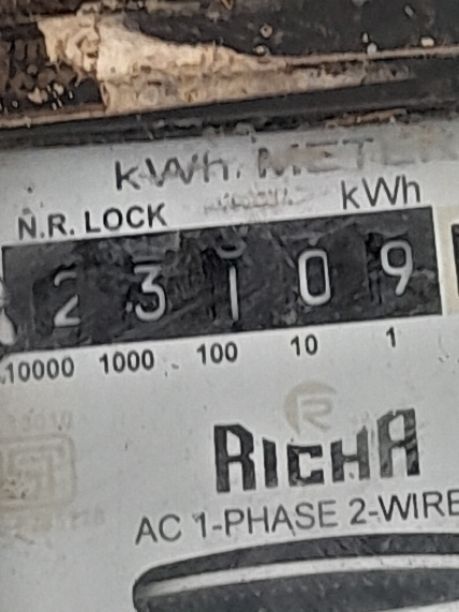 kWh. METER
kWh
N.R. LOCK
2 3 1 0 9
10000 1000 100 10 1
R
RICHA
AC 1-PHASE 2-WIRE